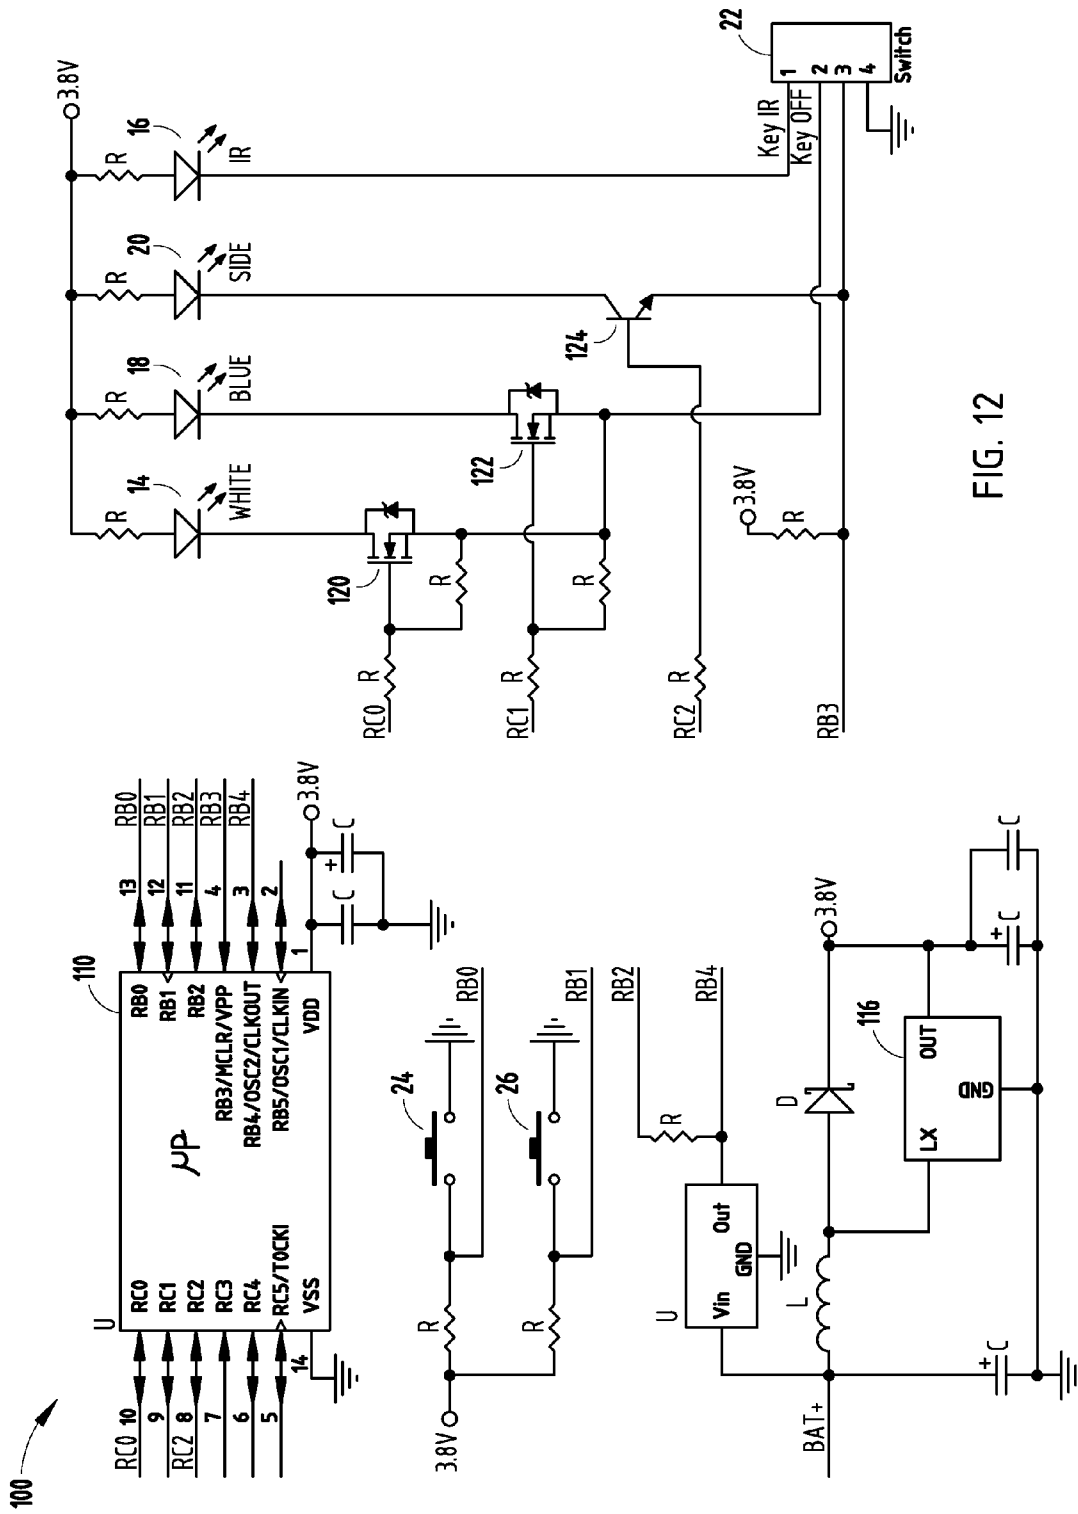 100
U
110
μP
RC0 10 RC0
9 RC1
RC2 8 RC2
7 RC3
6 RC4
5 RC5/T0CKI
14 VSS
RB0 13 RB0
RB1 12 RB1
RB2 11 RB2
RB3/MCLR/VPP 4 RB3
RB4/OSC2/CLKOUT 3 RB4
RB5/OSC1/CLKIN 2
VDD 1
3.8V
C
+ C
3.8V
R
24
RB0
R
26
RB1
U
Vin
Out
GND
R
RB2
RB4
BAT+
L
D
3.8V
LX
OUT
GND
116
+ C
+ C
C
3.8V
R
R
R
R
14
WHITE
18
BLUE
20
SIDE
16
IR
RC0 R
120
R
RC1 R
122
R
RC2 R
124
RB3
3.8V
R
22
Key IR 1
Key OFF 2
3
4
Switch
FIG. 12